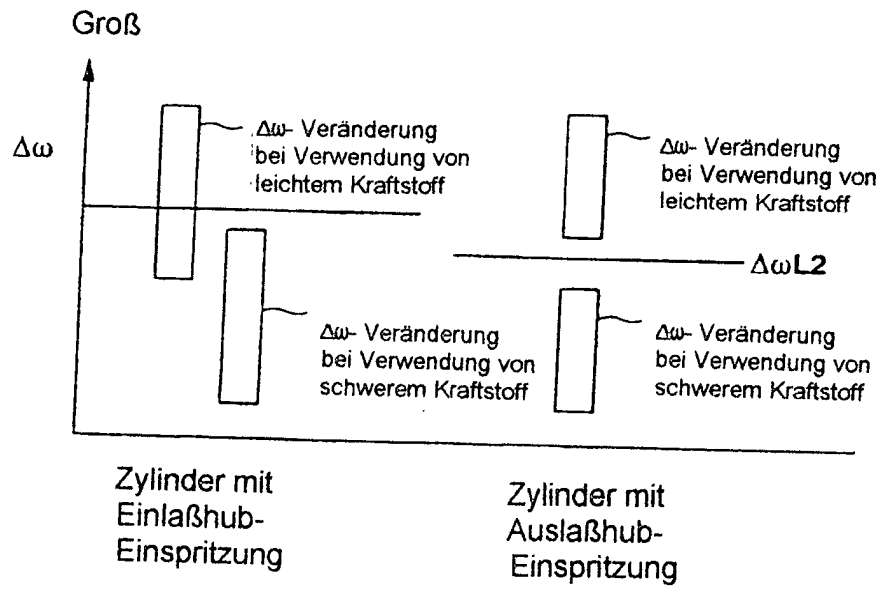 Groß
Δω
Δω- Veränderung
bei Verwendung von
leichtem Kraftstoff
Δω- Veränderung
bei Verwendung von
schwerem Kraftstoff
Zylinder mit
Einlaßhub-
Einspritzung
Δω- Veränderung
bei Verwendung von
leichtem Kraftstoff
ΔωL2
Δω- Veränderung
bei Verwendung von
schwerem Kraftstoff
Zylinder mit
Auslaßhub-
Einspritzung